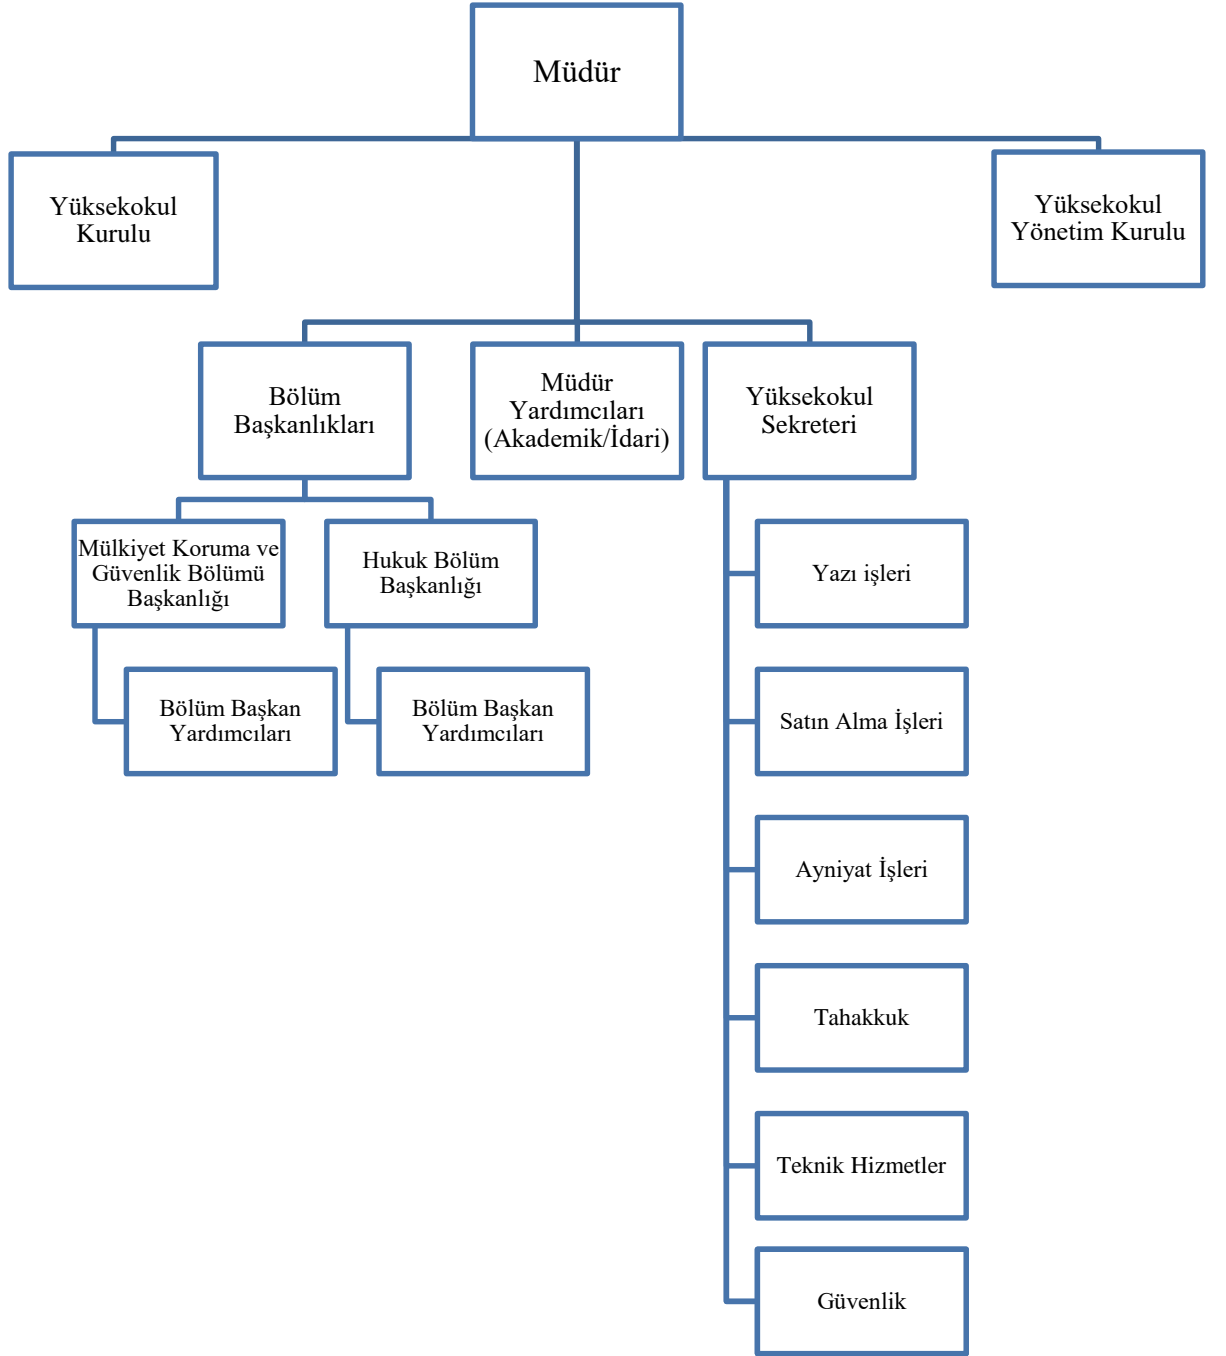 Müdür
Yüksekokul
Kurulu
Yüksekokul
Yönetim Kurulu
Bölüm
Başkanlıkları
Müdür
Yardımcıları
(Akademik/İdari)
Yüksekokul
Sekreteri
Mülkiyet Koruma ve
Güvenlik Bölümü
Başkanlığı
Hukuk Bölüm
Başkanlığı
Bölüm Başkan
Yardımcıları
Bölüm Başkan
Yardımcıları
Yazı işleri
Satın Alma İşleri
Ayniyat İşleri
Tahakkuk
Teknik Hizmetler
Güvenlik